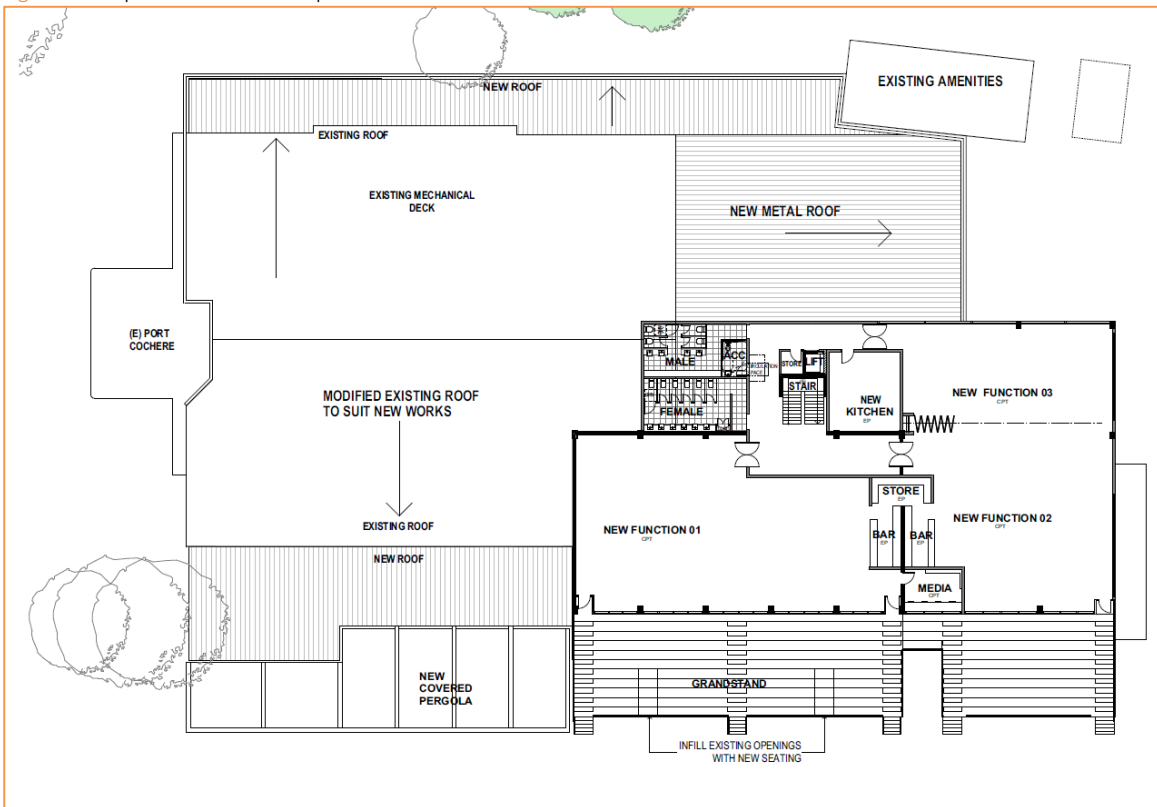 NEW ROOF
EXISTING AMENITIES
EXISTING ROOF
EXISTING MECHANICAL
DECK
NEW METAL ROOF
(E) PORT
COCHERE
MALE
ACC
STORE
LIFT
STAIR
FEMALE
NEW
KITCHEN
EP
NEW FUNCTION 03
CPT
MODIFIED EXISTING ROOF
TO SUIT NEW WORKS
EXISTING ROOF
NEW ROOF
NEW FUNCTION 01
CPT
STORE
EP
BAR
EP
BAR
EP
NEW FUNCTION 02
CPT
MEDIA
CPT
NEW
COVERED
PERGOLA
GRANDSTAND
INFILL EXISTING OPENINGS
WITH NEW SEATING